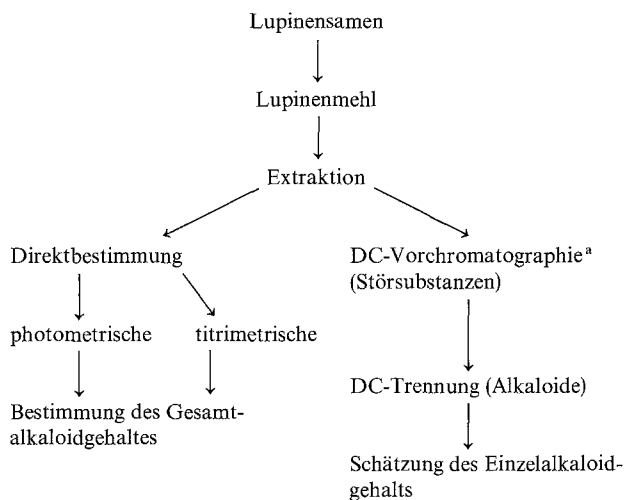 Lupinensamen
Lupinenmehl
Extraktion
Direktbestimmung
DC-Vorchromatographie a
(Störsubstanzen)
photometrische
titrimetrische
DC-Trennung (Alkaloide)
Bestimmung des Gesamt-
alkaloidgehaltes
Schätzung des Einzelalkaloid-
gehalts